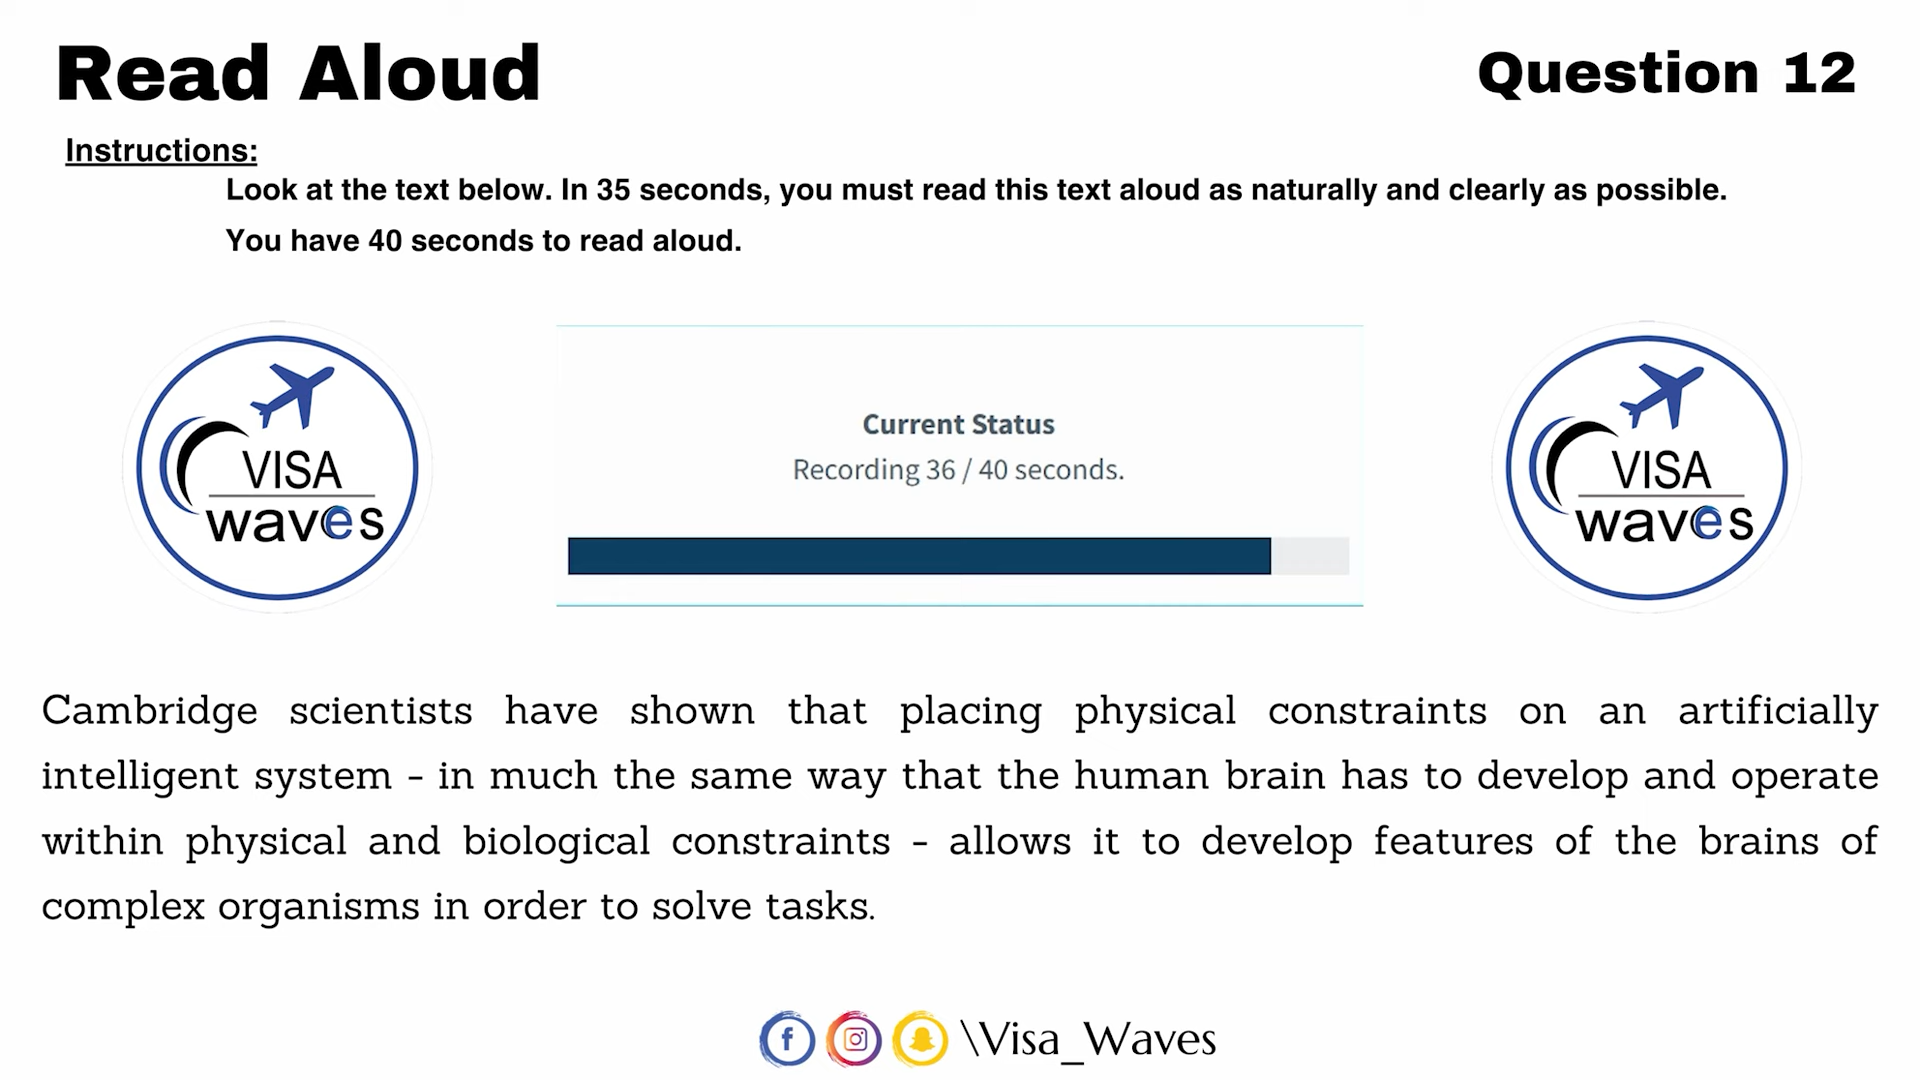 Read Aloud
Question 12
Instructions:
Look at the text below. In 35 seconds, you must read this text aloud as naturally and clearly as possible.
You have 40 seconds to read aloud.
VISA
waves
Current Status
Recording 36 / 40 seconds.
VISA
waves
Cambridge scientists have shown that placing physical constraints on an artificially
intelligent system - in much the same way that the human brain has to develop and operate
within physical and biological constraints - allows it to develop features of the brains of
complex organisms in order to solve tasks.
\Visa_Waves